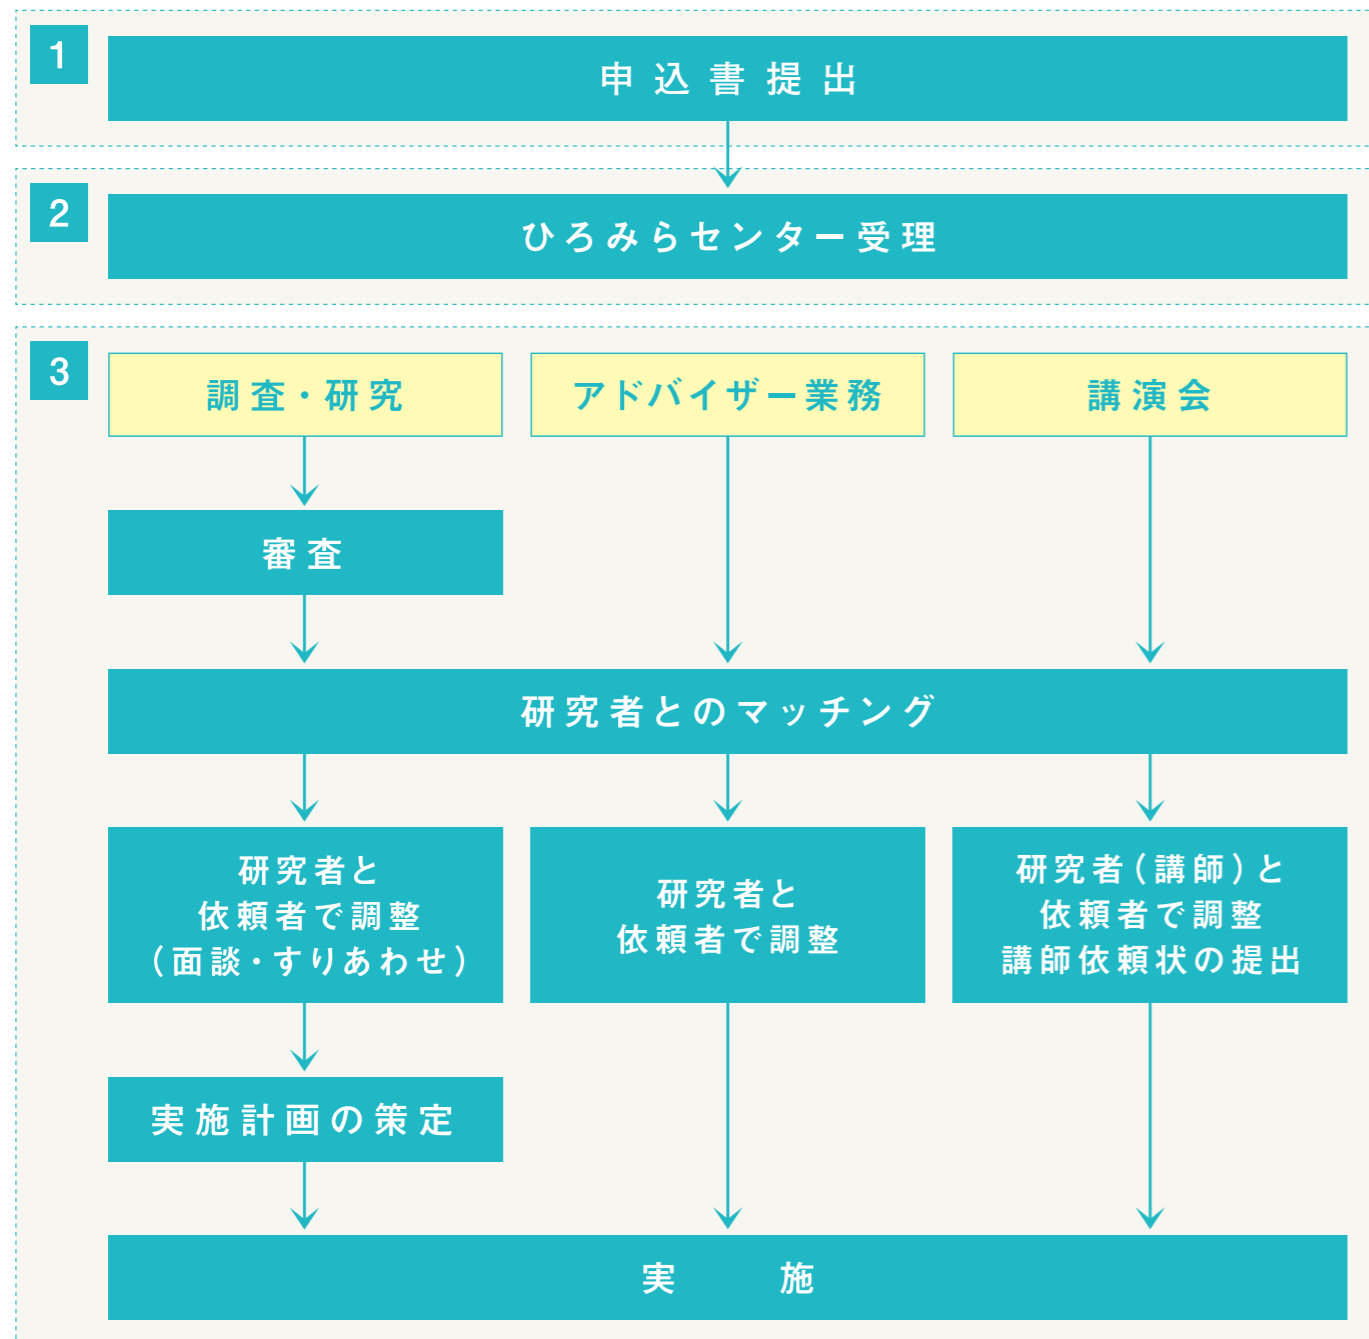 1
申込書提出
2
ひろみらセンター受理
3
調査・研究
アドバイザー業務
講演会
審査
研究者とのマッチング
研究者と
依頼者で調整
（面談・すりあわせ）
研究者と
依頼者で調整
研究者（講師）と
依頼者で調整
講師依頼状の提出
実施計画の策定
実施